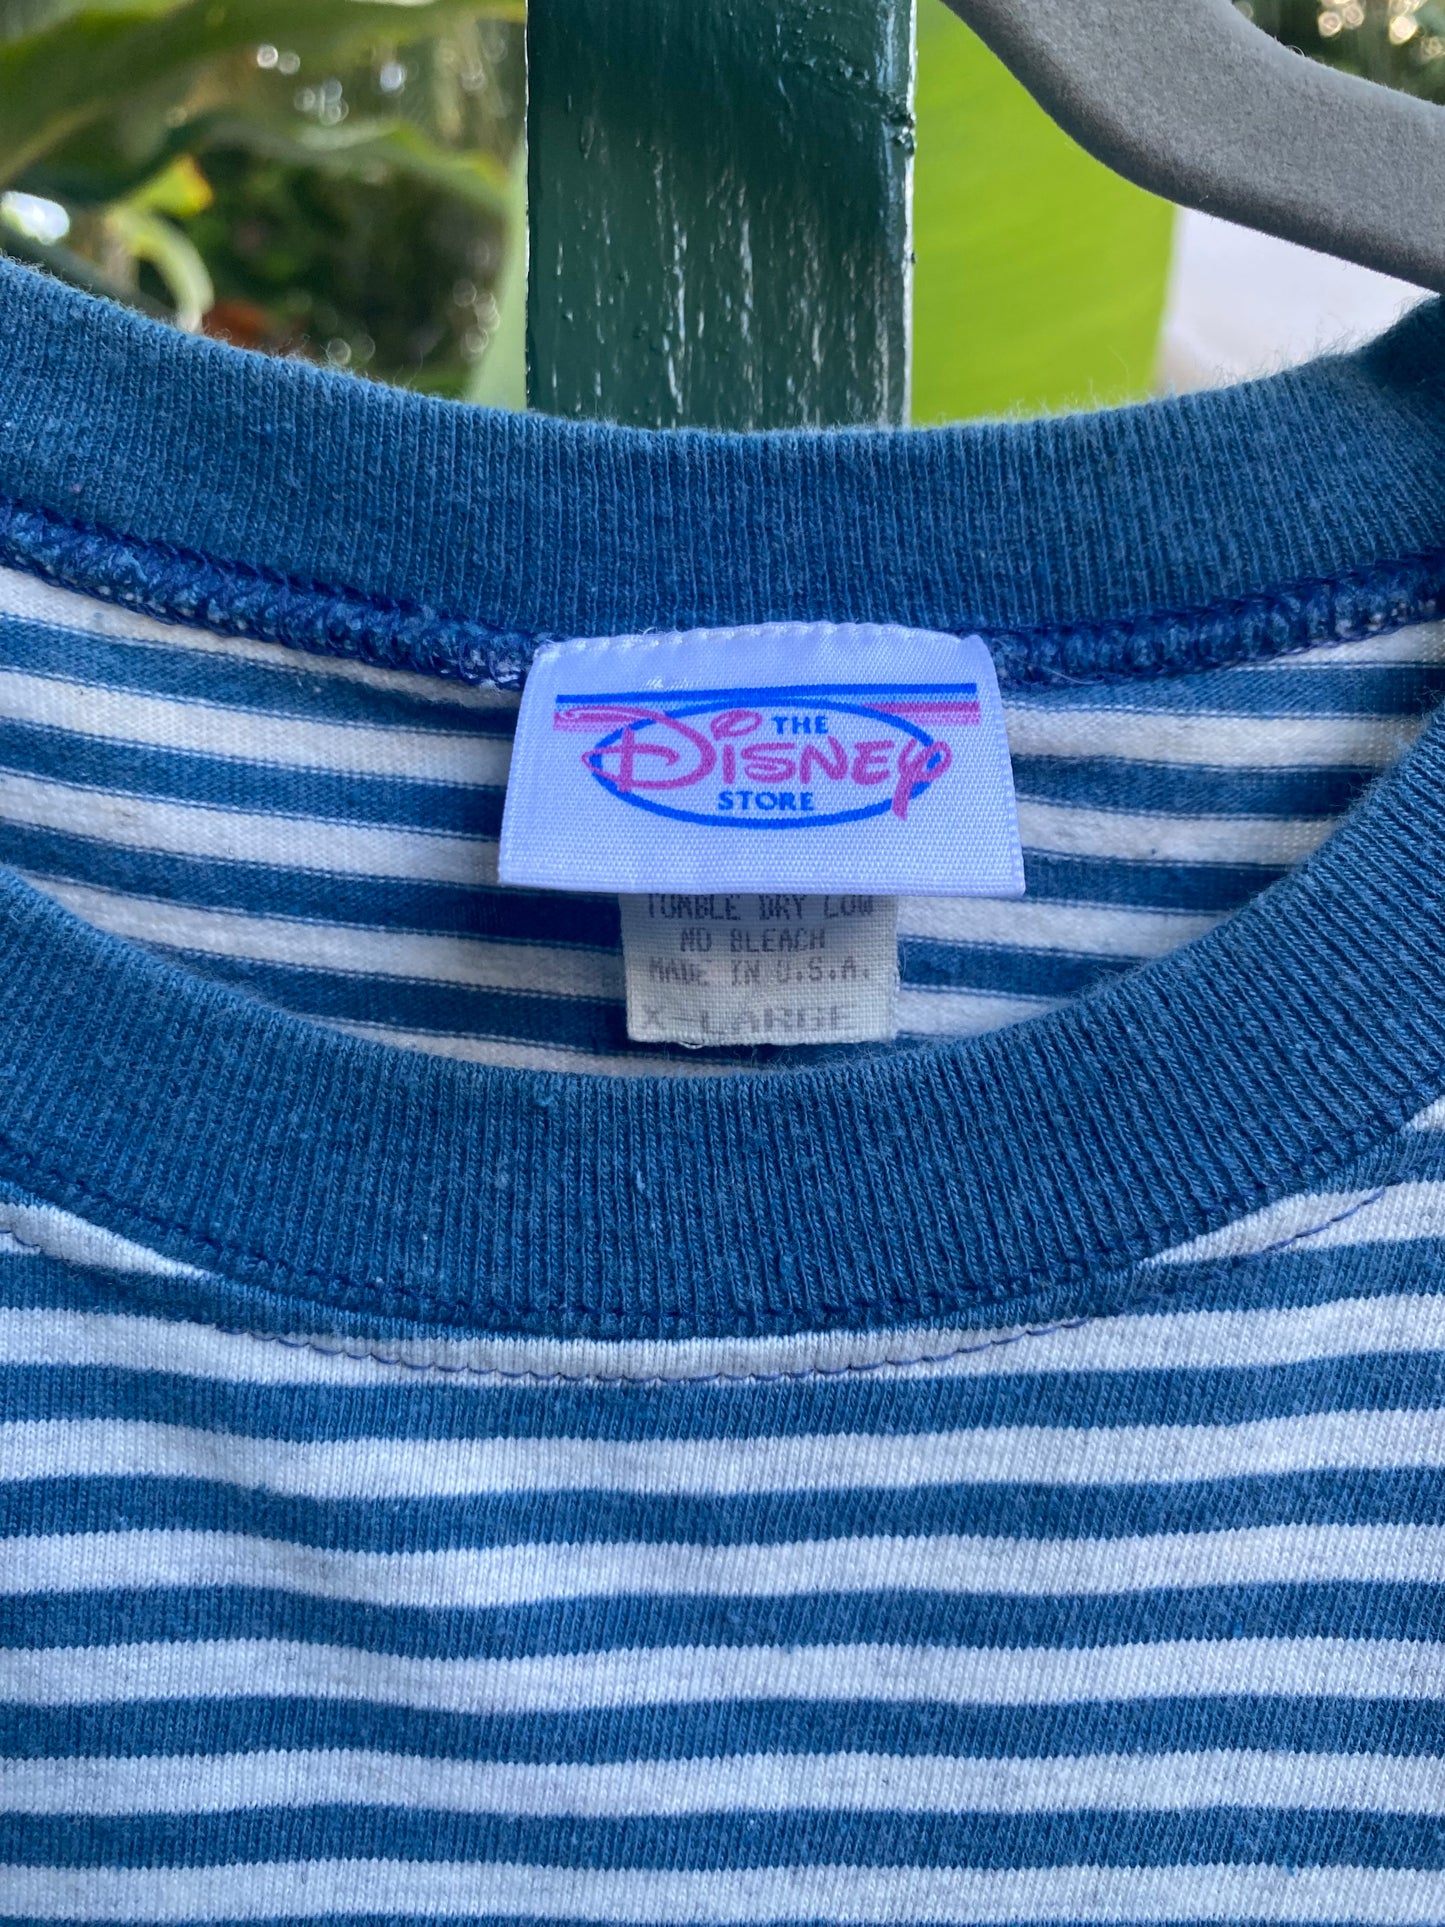 THE
DISNEY
STORE
TUMBLE DRY LOW
NO BLEACH
MADE IN U.S.A.
X-LARGE